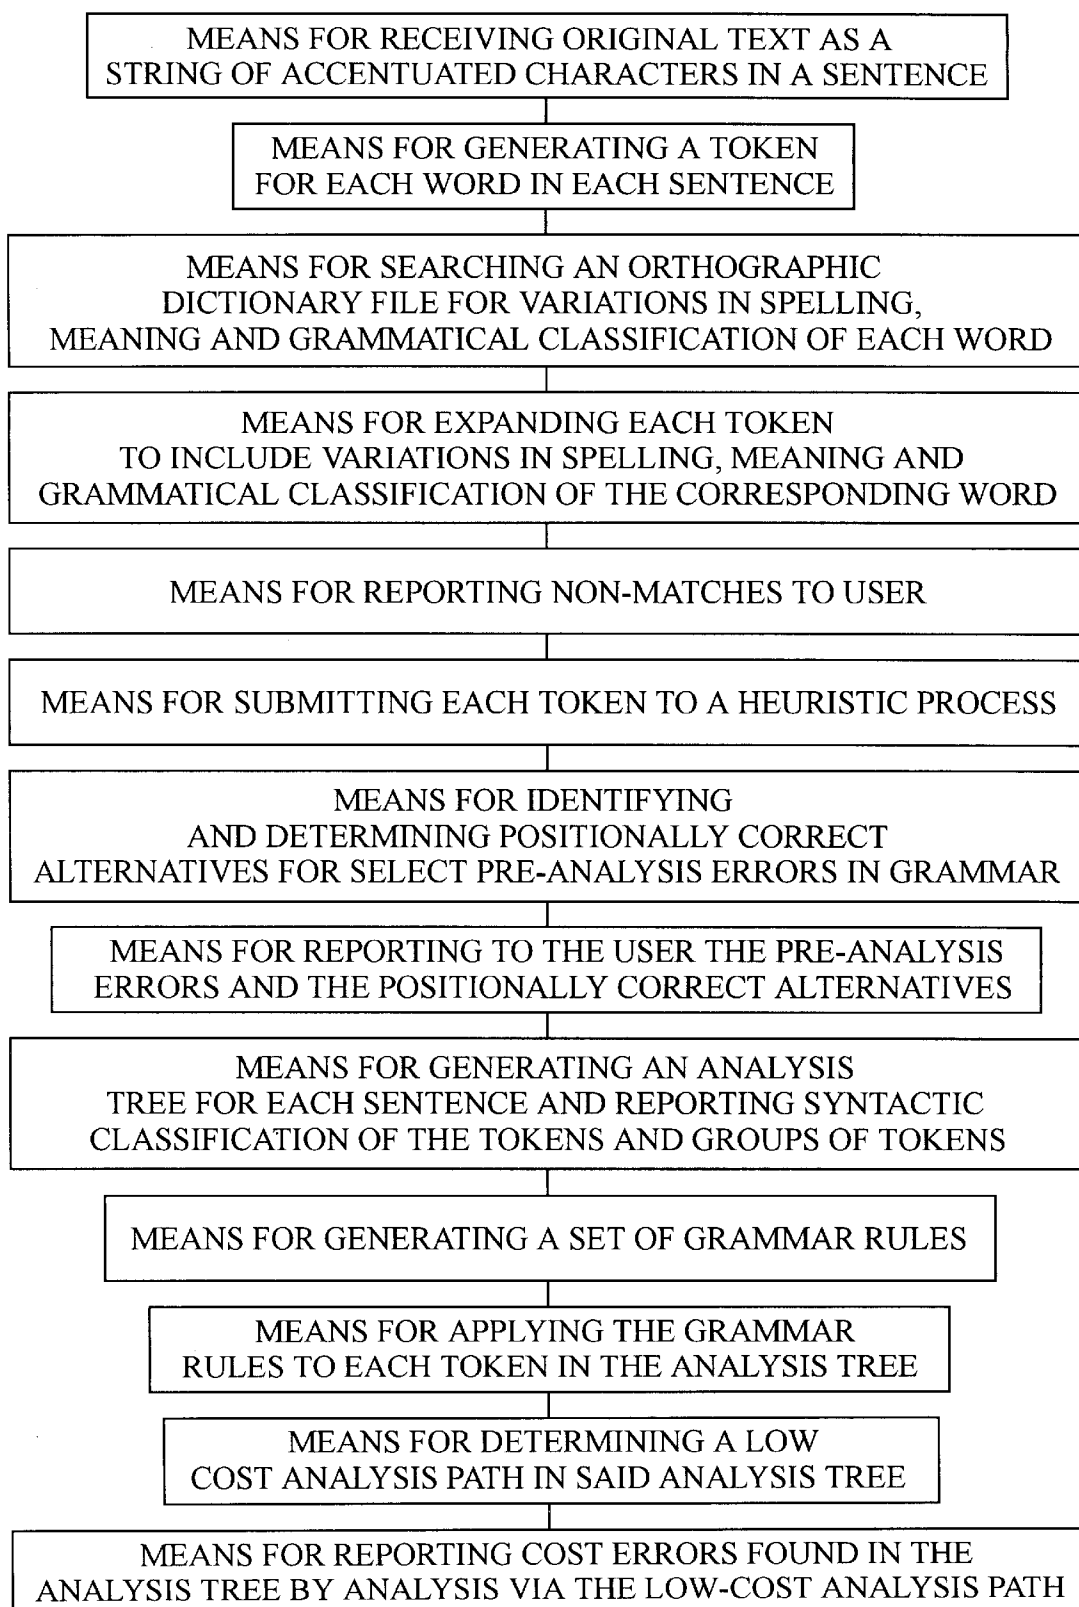 MEANS FOR RECEIVING ORIGINAL TEXT AS A
STRING OF ACCENTUATED CHARACTERS IN A SENTENCE
MEANS FOR GENERATING A TOKEN
FOR EACH WORD IN EACH SENTENCE
MEANS FOR SEARCHING AN ORTHOGRAPHIC
DICTIONARY FILE FOR VARIATIONS IN SPELLING,
MEANING AND GRAMMATICAL CLASSIFICATION OF EACH WORD
MEANS FOR EXPANDING EACH TOKEN
TO INCLUDE VARIATIONS IN SPELLING, MEANING AND
GRAMMATICAL CLASSIFICATION OF THE CORRESPONDING WORD
MEANS FOR REPORTING NON-MATCHES TO USER
MEANS FOR SUBMITTING EACH TOKEN TO A HEURISTIC PROCESS
MEANS FOR IDENTIFYING
AND DETERMINING POSITIONALLY CORRECT
ALTERNATIVES FOR SELECT PRE-ANALYSIS ERRORS IN GRAMMAR
MEANS FOR REPORTING TO THE USER THE PRE-ANALYSIS
ERRORS AND THE POSITIONALLY CORRECT ALTERNATIVES
MEANS FOR GENERATING AN ANALYSIS
TREE FOR EACH SENTENCE AND REPORTING SYNTACTIC
CLASSIFICATION OF THE TOKENS AND GROUPS OF TOKENS
MEANS FOR GENERATING A SET OF GRAMMAR RULES
MEANS FOR APPLYING THE GRAMMAR
RULES TO EACH TOKEN IN THE ANALYSIS TREE
MEANS FOR DETERMINING A LOW
COST ANALYSIS PATH IN SAID ANALYSIS TREE
MEANS FOR REPORTING COST ERRORS FOUND IN THE
ANALYSIS TREE BY ANALYSIS VIA THE LOW-COST ANALYSIS PATH